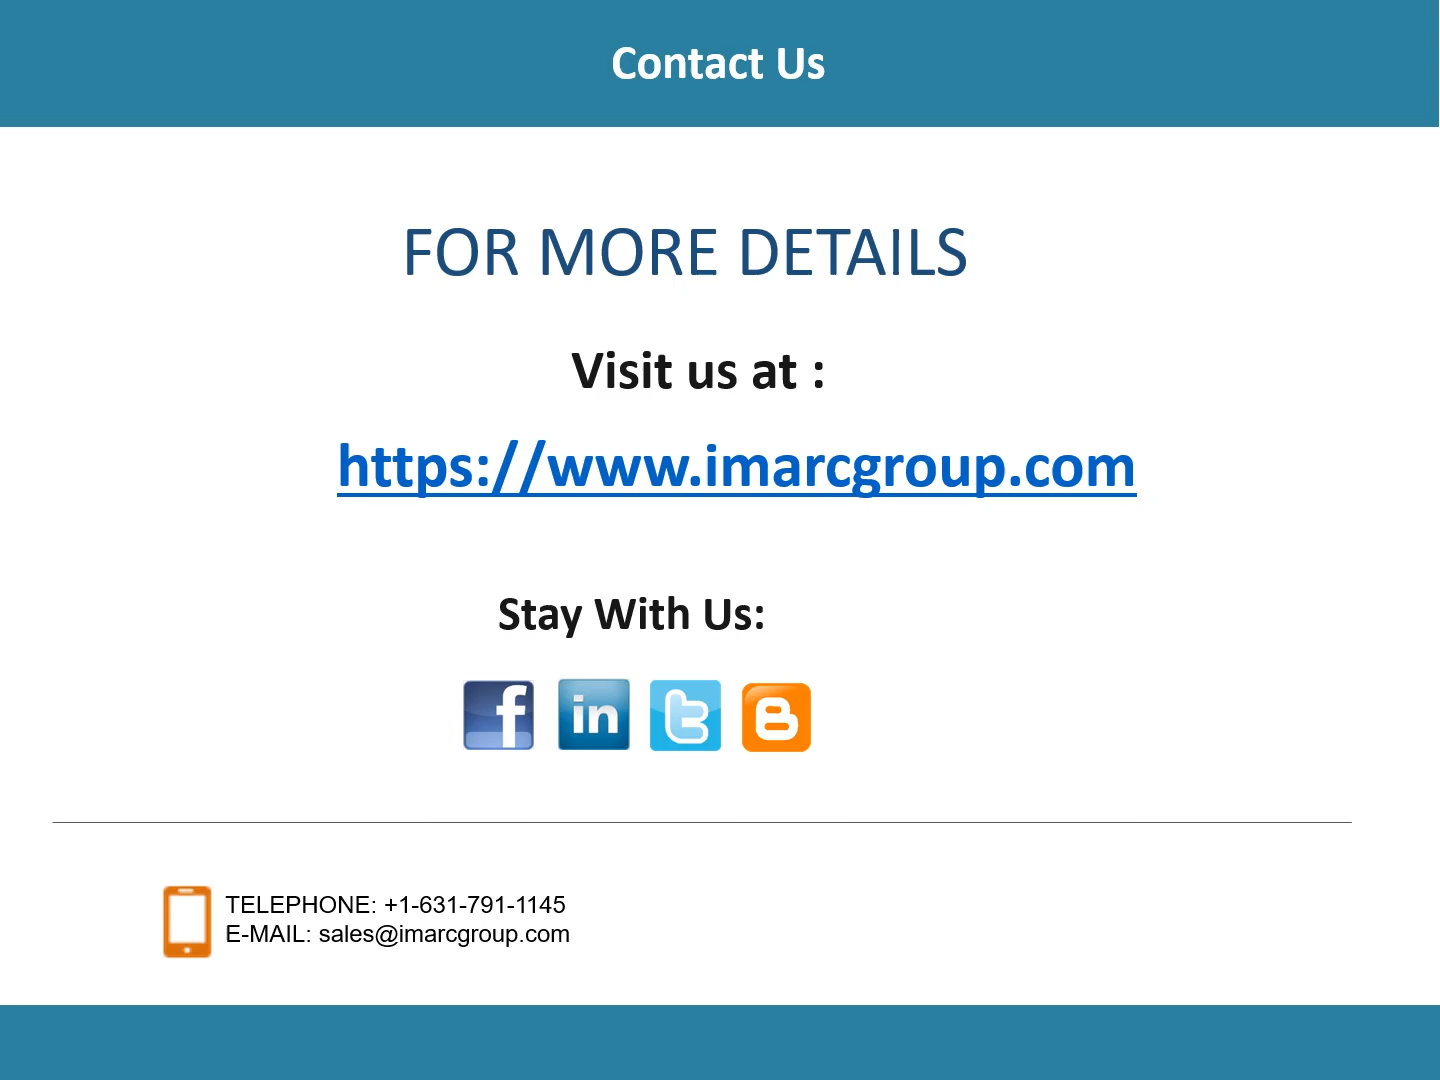 Contact Us
FOR MORE DETAILS
Visit us at :
https://www.imarcgroup.com
Stay With Us:
f in t B
TELEPHONE: +1-631-791-1145
E-MAIL: sales@imarcgroup.com